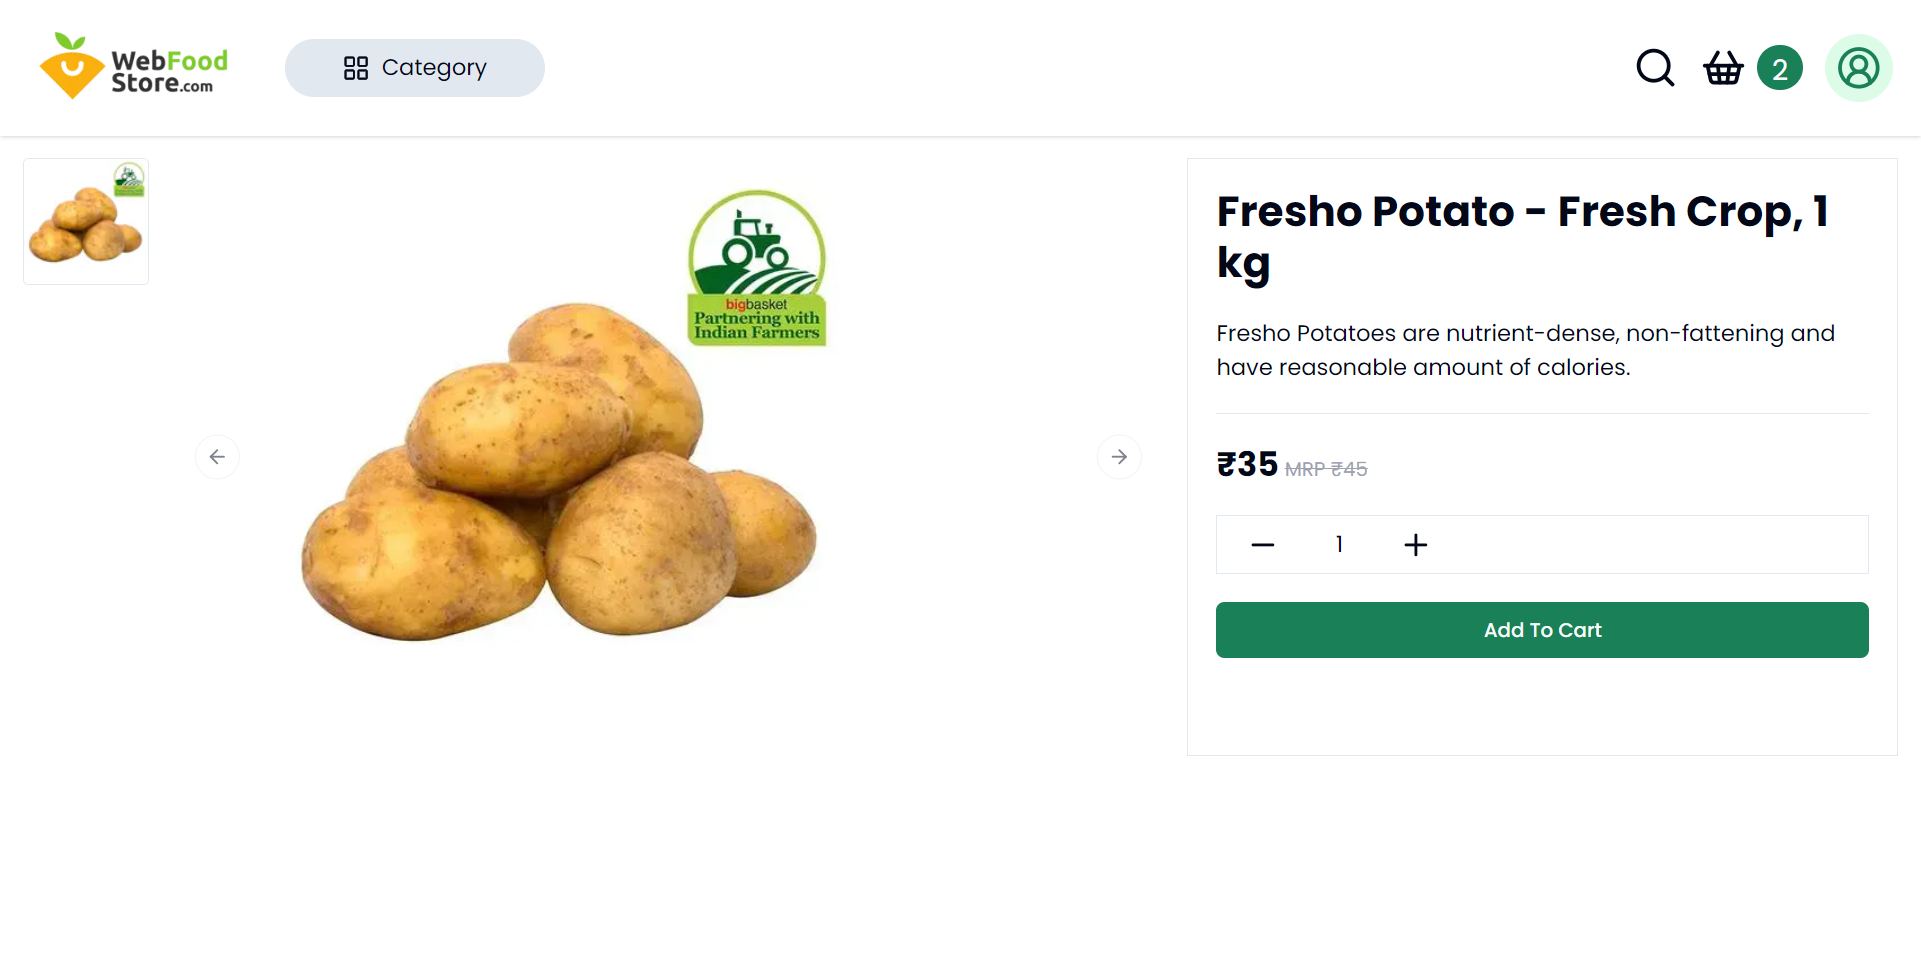 WebFood
Store.com
Category
2
bigbasket
Partnering with
Indian Farmers
Fresho Potato - Fresh Crop, 1
kg
Fresho Potatoes are nutrient-dense, non-fattening and
have reasonable amount of calories.
₹35 MRP ₹45
1
Add To Cart